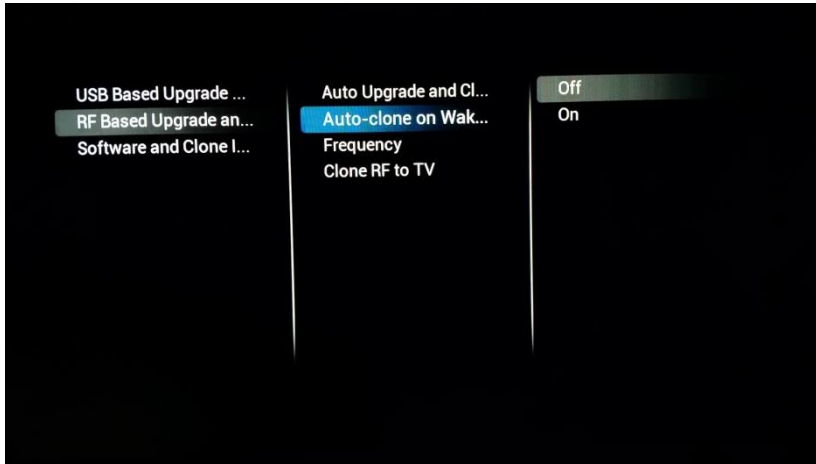 USB Based Upgrade ...
RF Based Upgrade an...
Software and Clone I...
Auto Upgrade and Cl...
Auto-clone on Wak...
Frequency
Clone RF to TV
Off
On